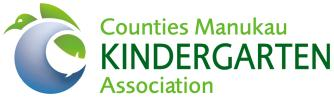 Counties Manukau
KINDERGARTEN
Association